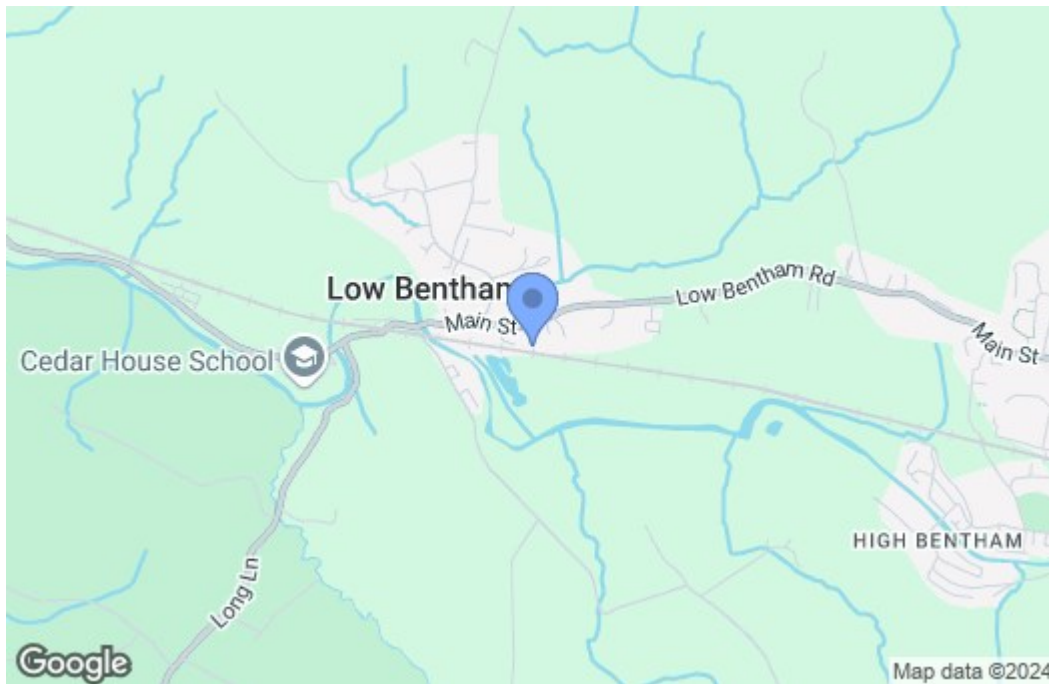 Low Bentham
Main St
Low Bentham Rd
Main St
Cedar House School
HIGH BENTHAM
Long Ln
Google
Map data ©2024